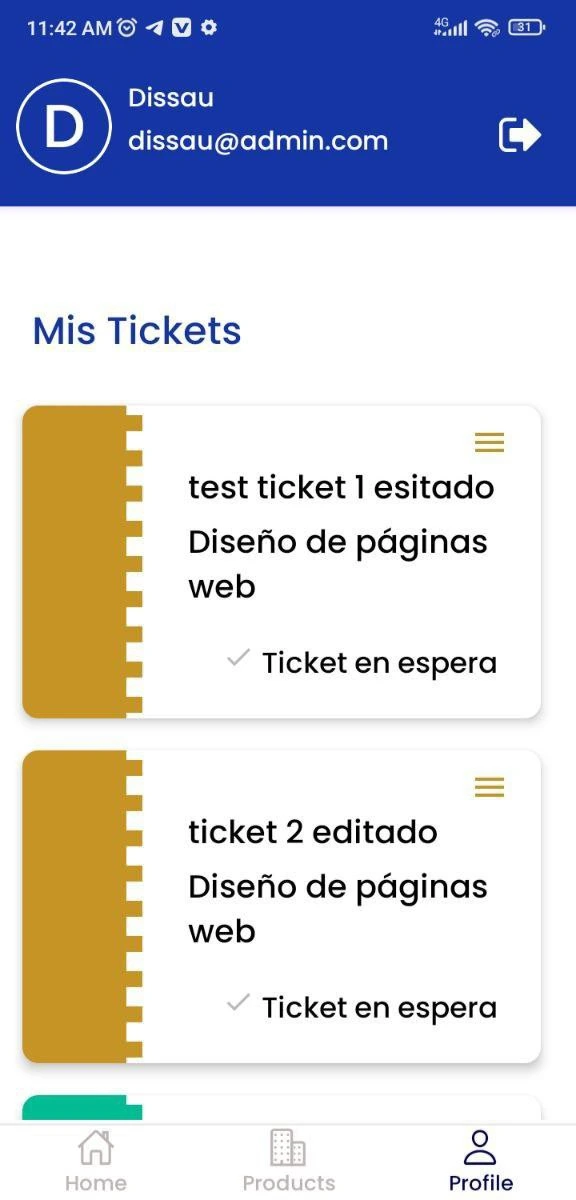 11:42 AM
4G
31
D
Dissau
dissau@admin.com
Mis Tickets
test ticket 1 esitado
Diseño de páginas
web
Ticket en espera
ticket 2 editado
Diseño de páginas
web
Ticket en espera
Home
Products
Profile